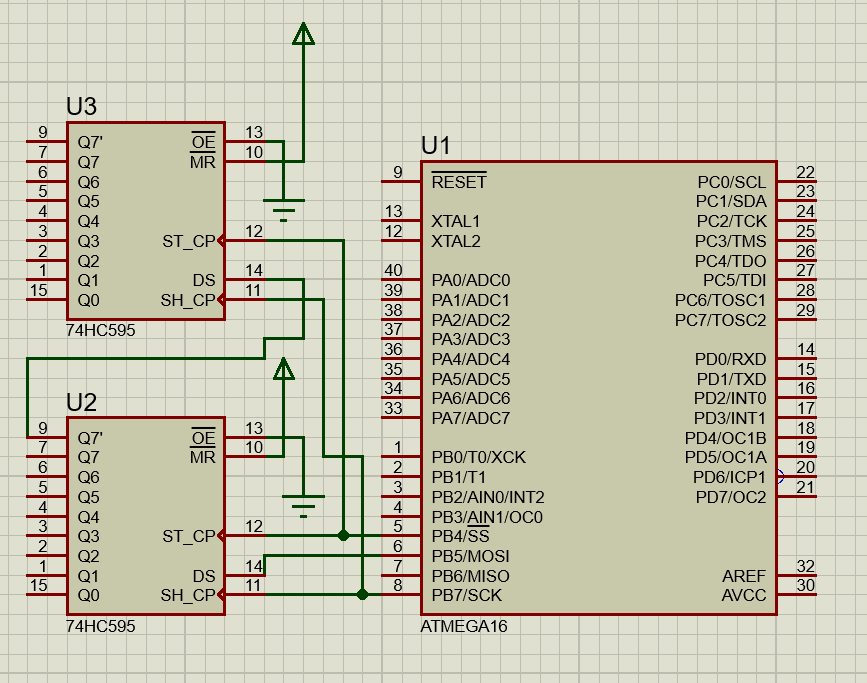 U3
9 Q7' OE 13
7 Q7 MR 10
6 Q6
5 Q5
4 Q4
3 Q3 ST_CP 12
2 Q2
1 Q1 DS 14
15 Q0 SH_CP 11
74HC595
U2
9 Q7' OE 13
7 Q7 MR 10
6 Q6
5 Q5
4 Q4
3 Q3 ST_CP 12
2 Q2
1 Q1 DS 14
15 Q0 SH_CP 11
74HC595
U1
9 RESET PC0/SCL 22
PC1/SDA 23
13 XTAL1 PC2/TCK 24
12 XTAL2 PC3/TMS 25
PC4/TDO 26
40 PA0/ADC0 PC5/TDI 27
39 PA1/ADC1 PC6/TOSC1 28
38 PA2/ADC2 PC7/TOSC2 29
37 PA3/ADC3
36 PA4/ADC4 PD0/RXD 14
35 PA5/ADC5 PD1/TXD 15
34 PA6/ADC6 PD2/INT0 16
33 PA7/ADC7 PD3/INT1 17
PD4/OC1B 18
1 PB0/T0/XCK PD5/OC1A 19
2 PB1/T1 PD6/ICP1 20
3 PB2/AIN0/INT2 PD7/OC2 21
4 PB3/AIN1/OC0
5 PB4/SS
6 PB5/MOSI
7 PB6/MISO AREF 32
8 PB7/SCK AVCC 30
ATMEGA16